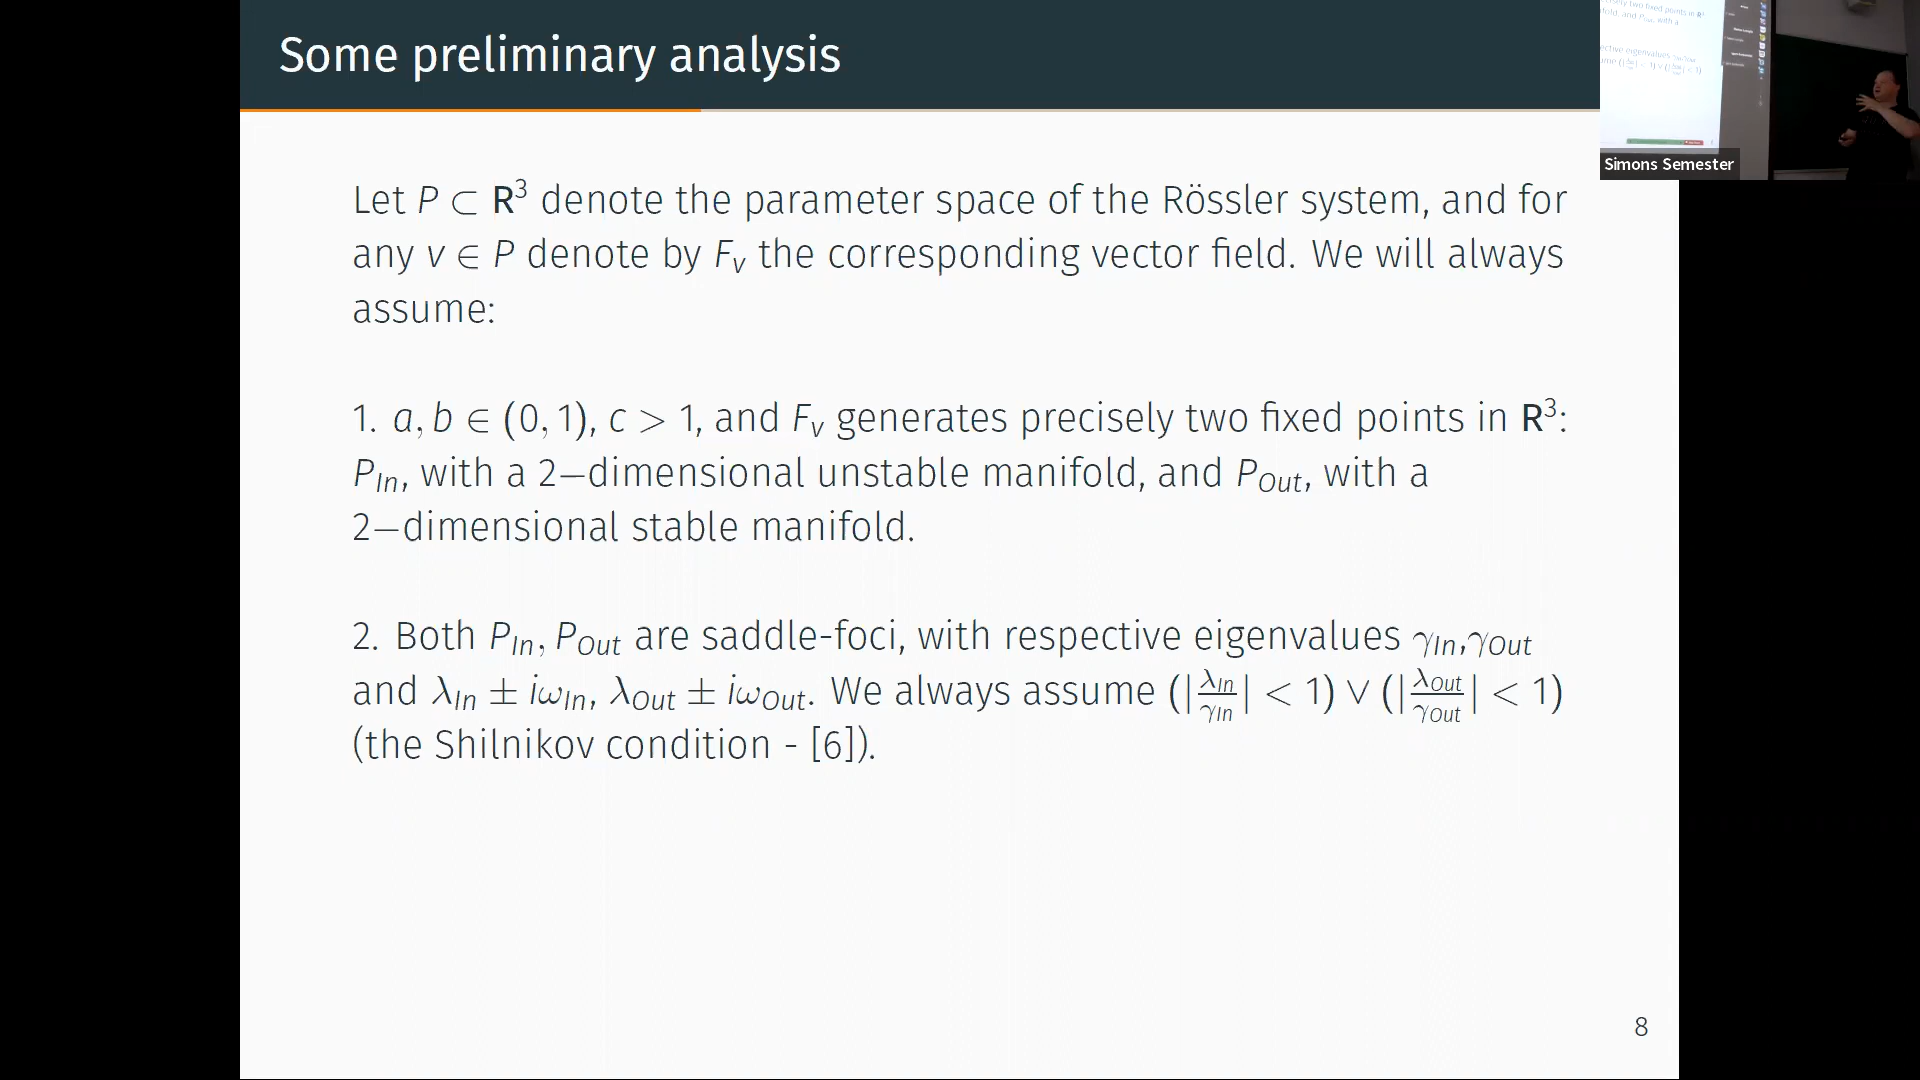 Some preliminary analysis
Let P ⊂ R³ denote the parameter space of the Rössler system, and for
any v ∈ P denote by Fᵥ the corresponding vector field. We will always
assume:
1. a, b ∈ (0, 1), c > 1, and Fᵥ generates precisely two fixed points in R³:
P_In, with a 2−dimensional unstable manifold, and P_Out, with a
2−dimensional stable manifold.
2. Both P_In, P_Out are saddle-foci, with respective eigenvalues γ_In,γ_Out
and λ_In ± iω_In, λ_Out ± iω_Out. We always assume (|λ_In/γ_In| < 1) ∨ (|λ_Out/γ_Out| < 1)
(the Shilnikov condition - [6]).
8
Simons Semester